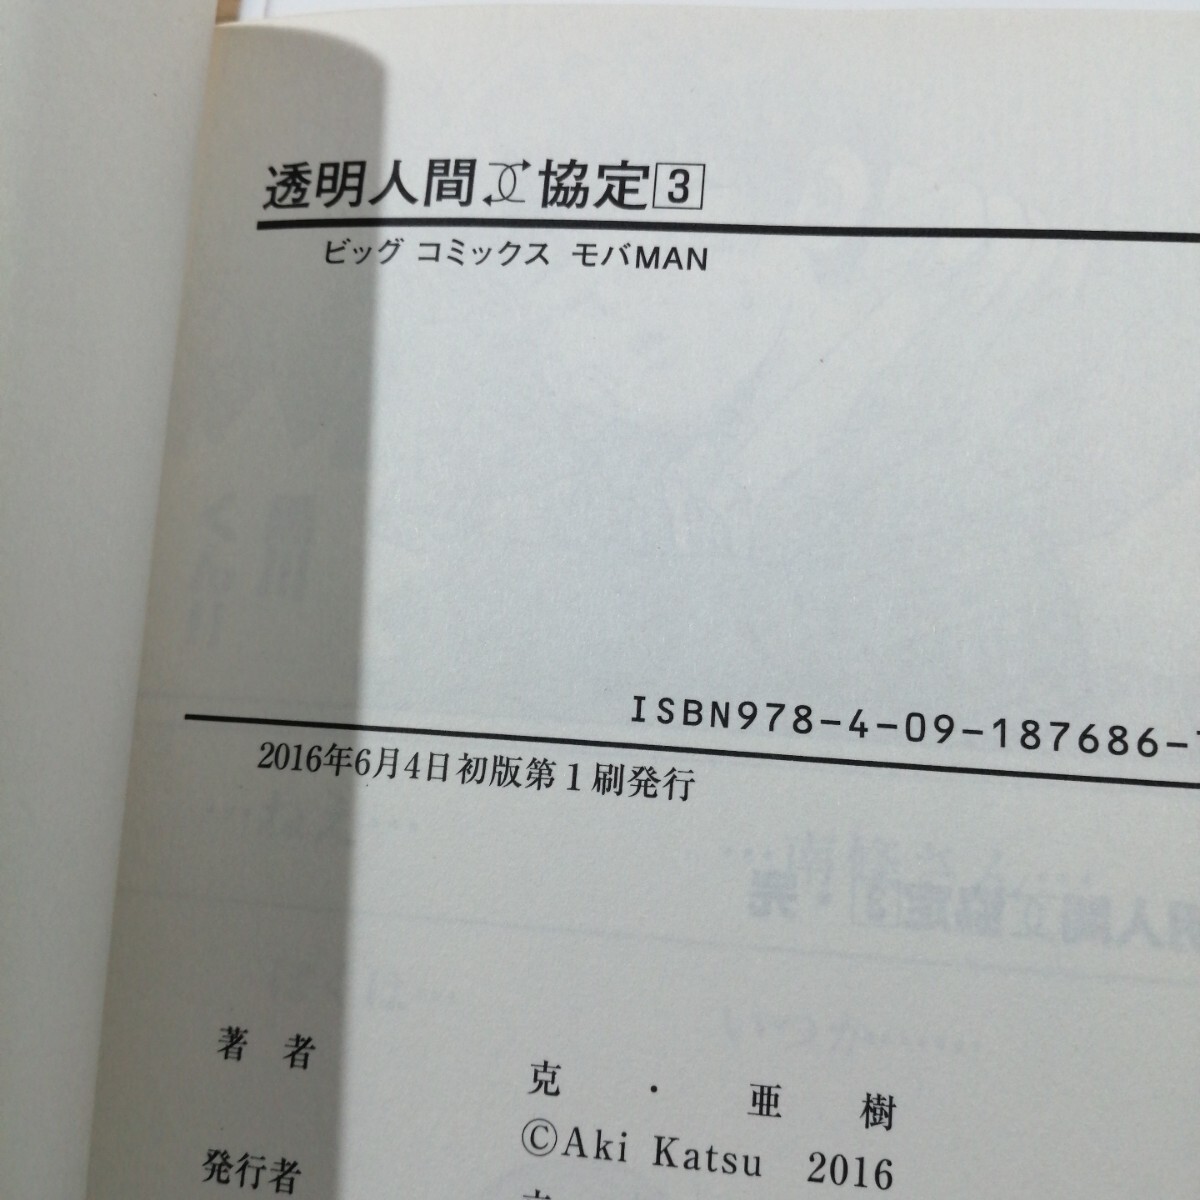 透明人間協定3
ビッグ コミックス モバMAN
ISBN978-4-09-187686-
2016年6月4日初版第1刷発行
著者
克・亜樹
©Aki Katsu 2016
発行者